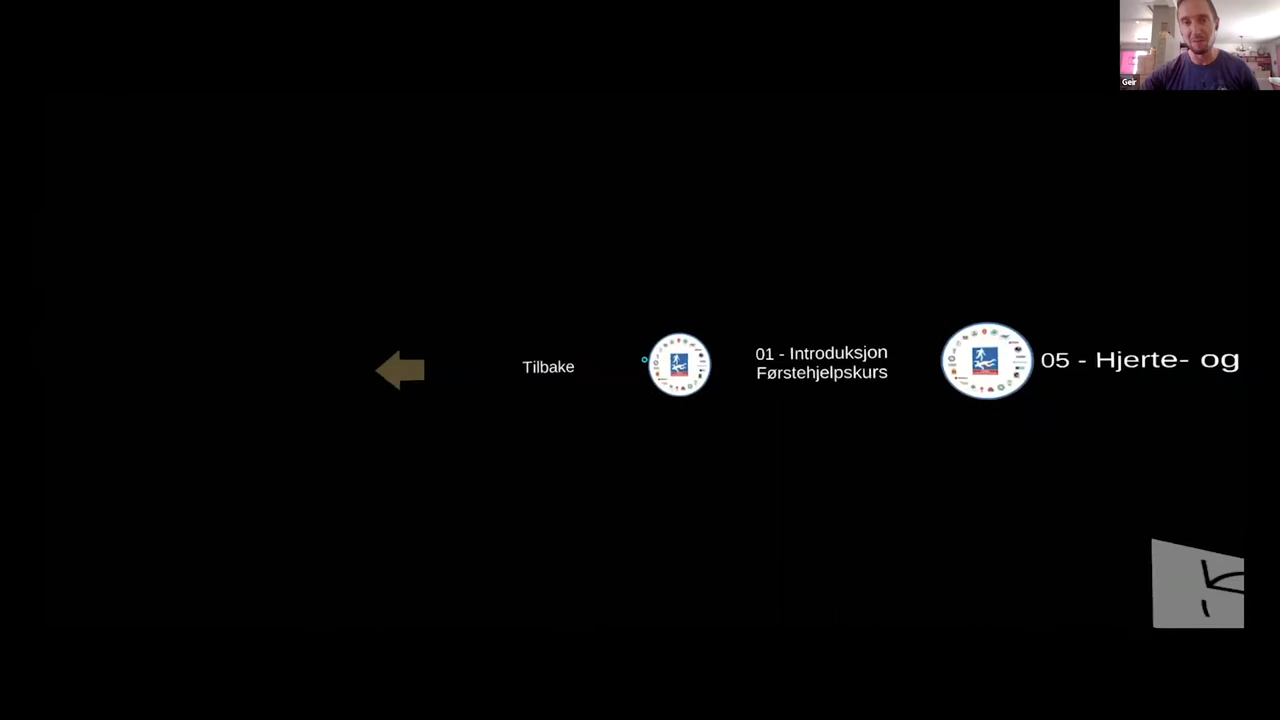 Geir
Tilbake
01 - Introduksjon
Førstehjelpskurs
05 - Hjerte- og